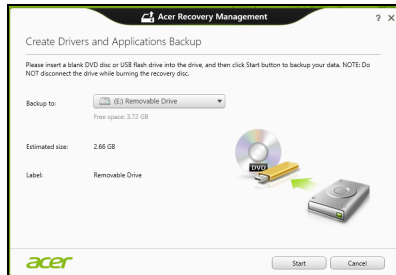 Acer Recovery Management
? X
Create Drivers and Applications Backup
Please insert a blank DVD disc or USB flash drive into the drive, and then click Start button to backup your data. NOTE: Do
NOT disconnect the drive while burning the recovery disc.
Backup to: (E:) Removable Drive
Free space: 3.72 GB
Estimated size: 2.66 GB
DVD
Label: Removable Drive
acer Start Cancel